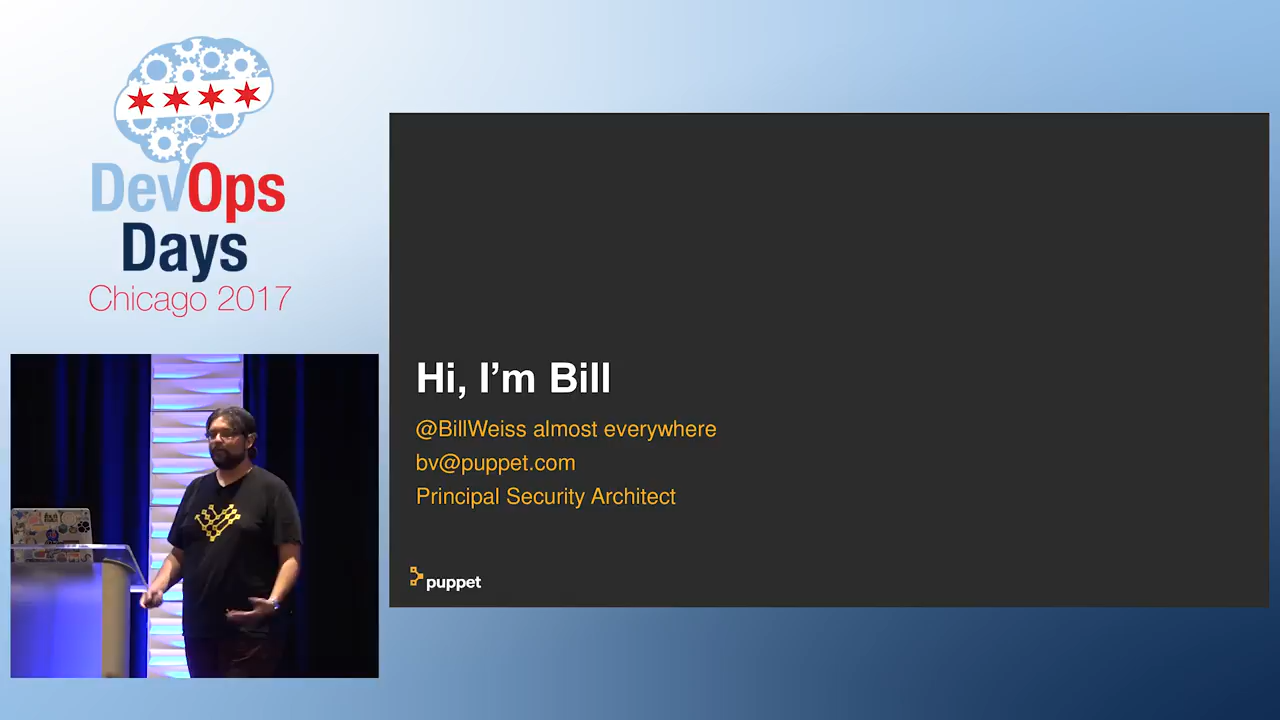 DevOps
Days
Chicago 2017
Hi, I’m Bill
@BillWeiss almost everywhere
bv@puppet.com
Principal Security Architect
puppet